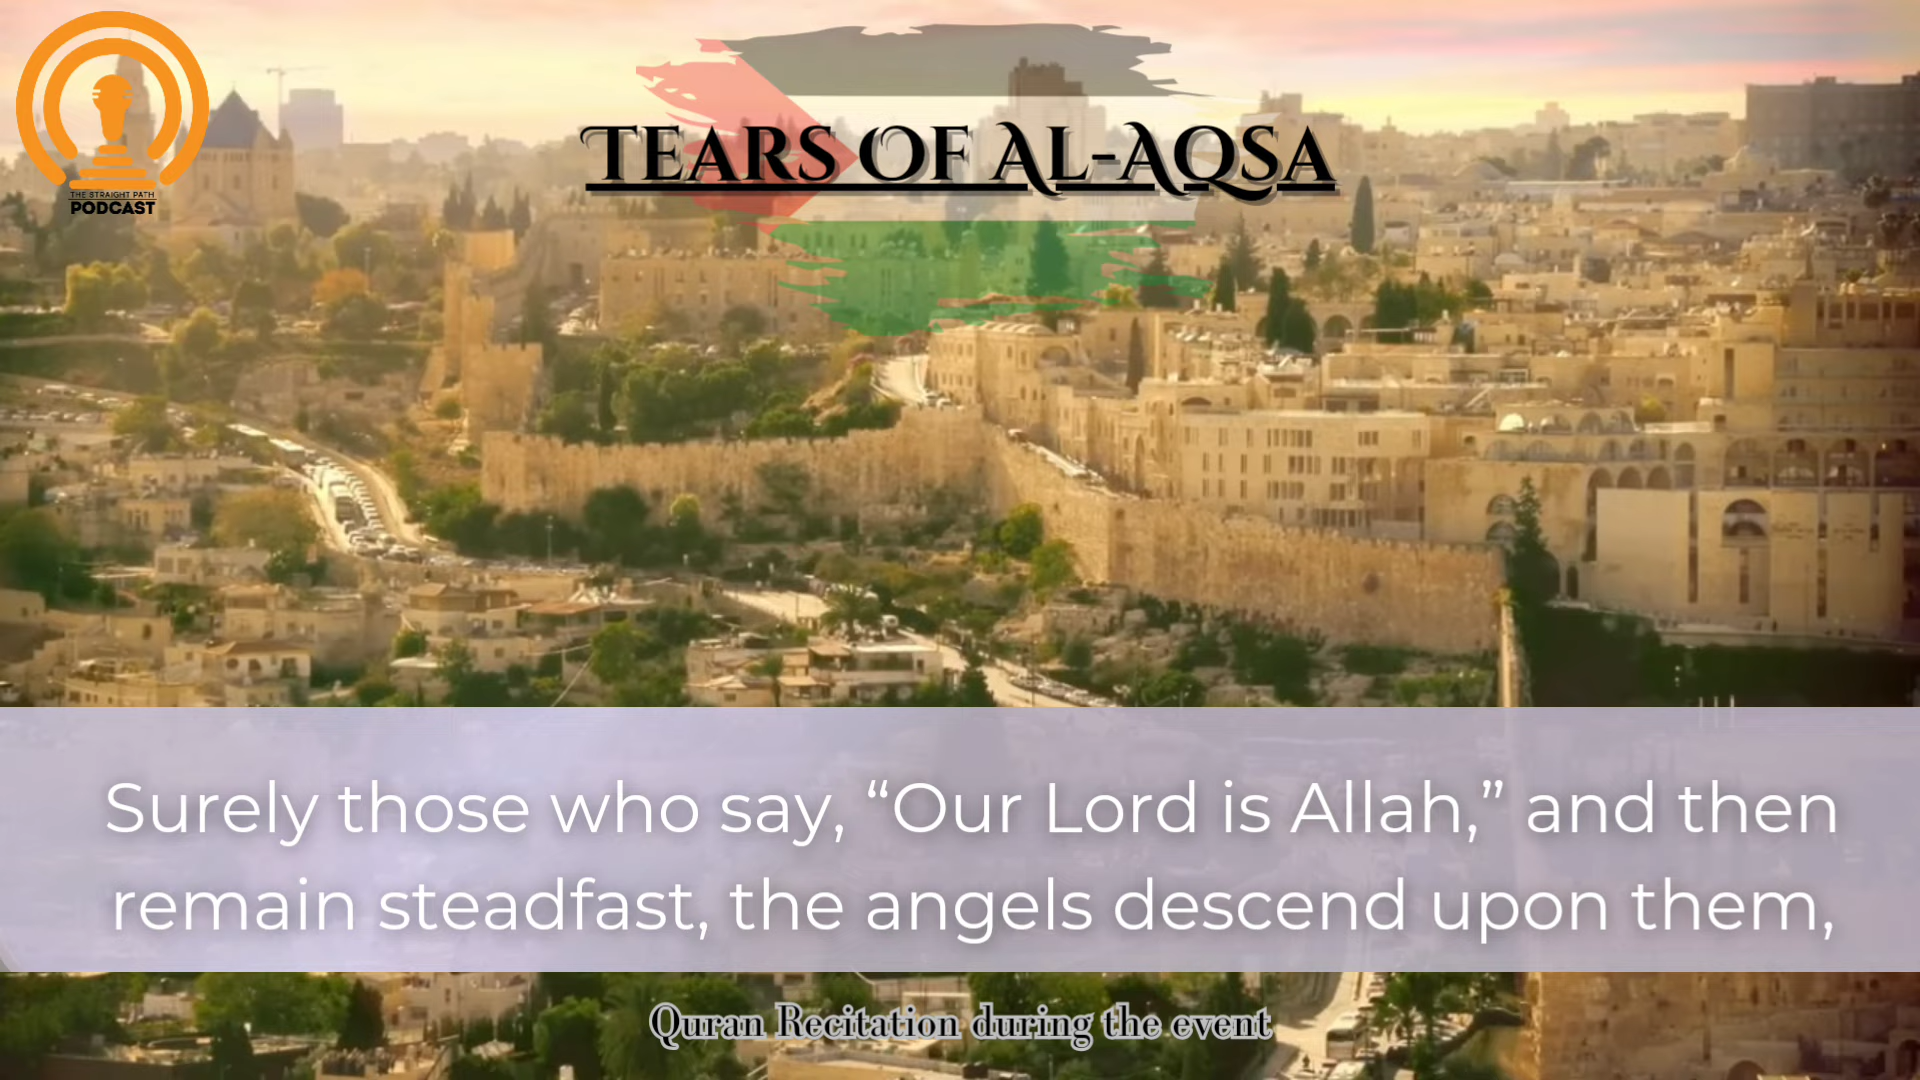 THE STRAIGHT PATH
PODCAST
TEARS OF AL-AQSA
Surely those who say, “Our Lord is Allah,” and then
remain steadfast, the angels descend upon them,
Quran Recitation during the event